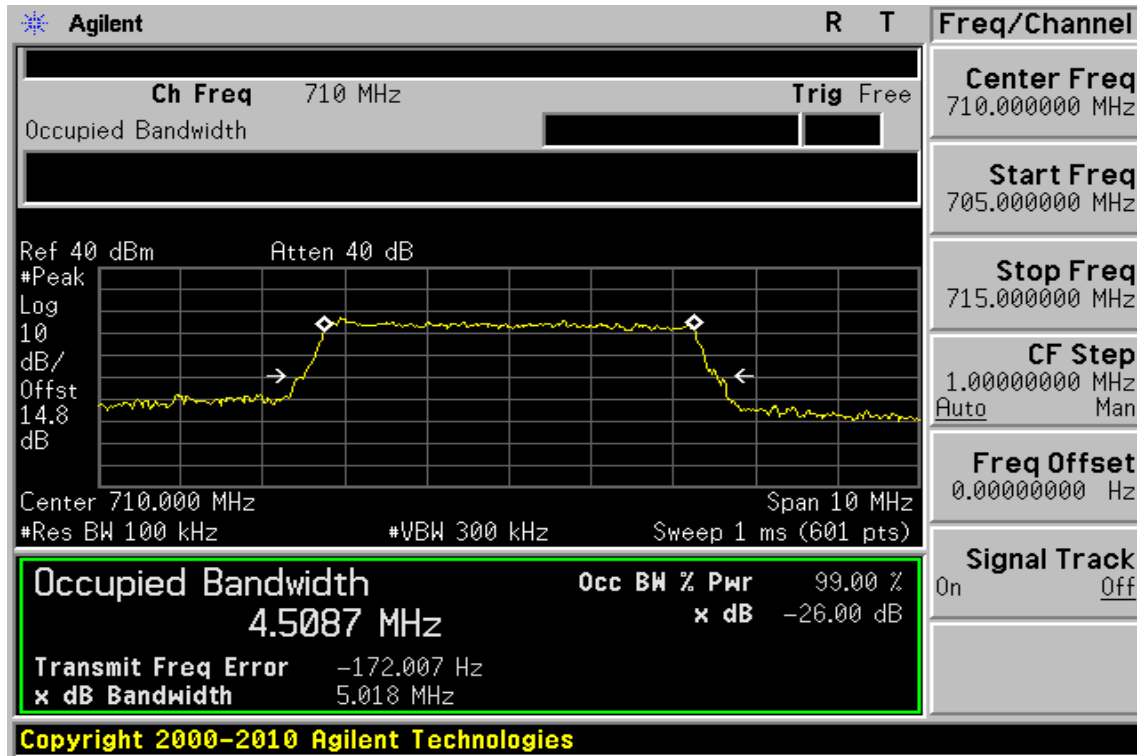 Agilent R T Freq/Channel
Ch Freq 710 MHz Trig Free
Occupied Bandwidth
Center Freq
710.000000 MHz
Start Freq
705.000000 MHz
Stop Freq
715.000000 MHz
CF Step
1.00000000 MHz
Auto Man
Freq Offset
0.00000000 Hz
Signal Track
On Off
Ref 40 dBm Atten 40 dB
#Peak
Log
10
dB/
Offst
14.8
dB
Center 710.000 MHz Span 10 MHz
#Res BW 100 kHz #VBW 300 kHz Sweep 1 ms (601 pts)
Occupied Bandwidth Occ BW % Pwr 99.00 %
4.5087 MHz x dB -26.00 dB
Transmit Freq Error -172.007 Hz
x dB Bandwidth 5.018 MHz
Copyright 2000-2010 Agilent Technologies